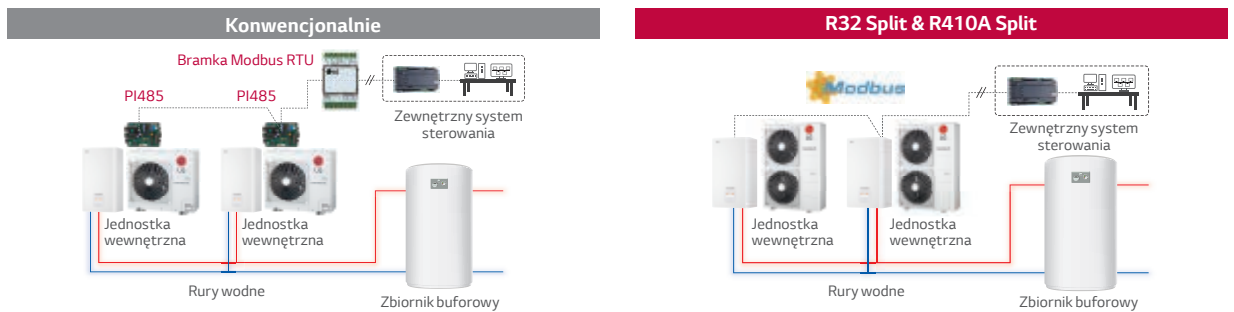 Konwencjonalnie
Bramka Modbus RTU
PI485
PI485
Zewnętrzny system
sterowania
Jednostka
wewnętrzna
Jednostka
wewnętrzna
Rury wodne
Zbiornik buforowy
R32 Split & R410A Split
Modbus
Zewnętrzny system
sterowania
Jednostka
wewnętrzna
Jednostka
wewnętrzna
Rury wodne
Zbiornik buforowy